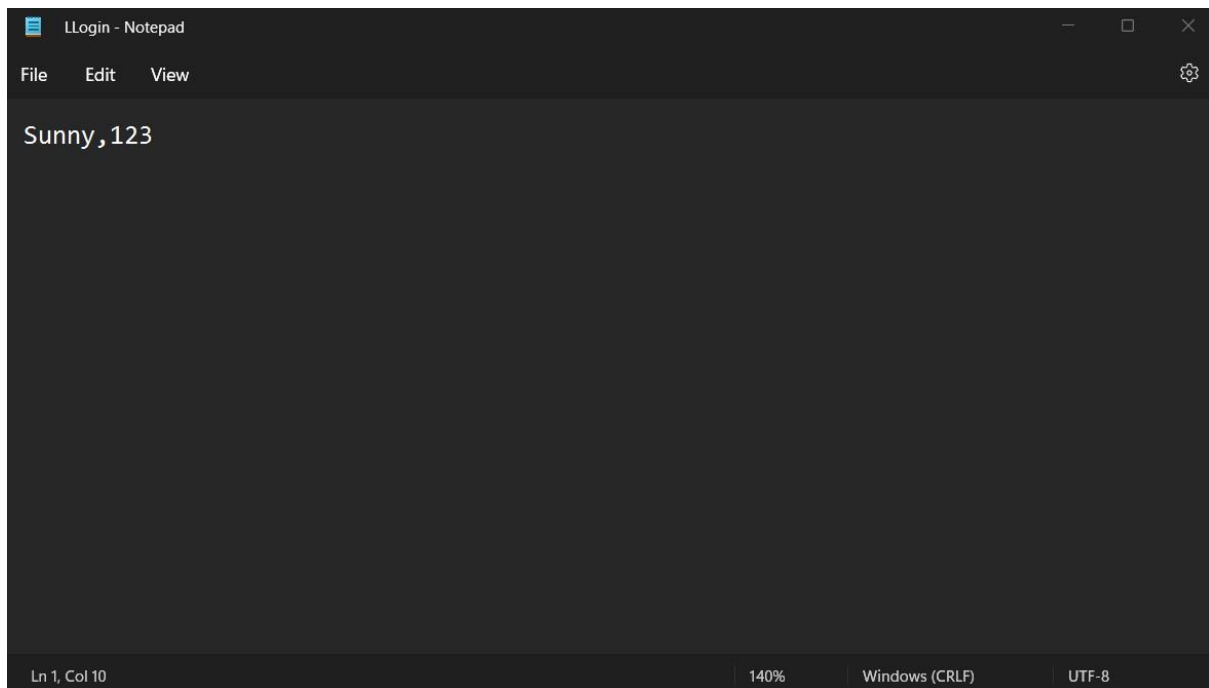 LLogin - Notepad
File Edit View
Sunny,123
Ln 1, Col 10 140% Windows (CRLF) UTF-8